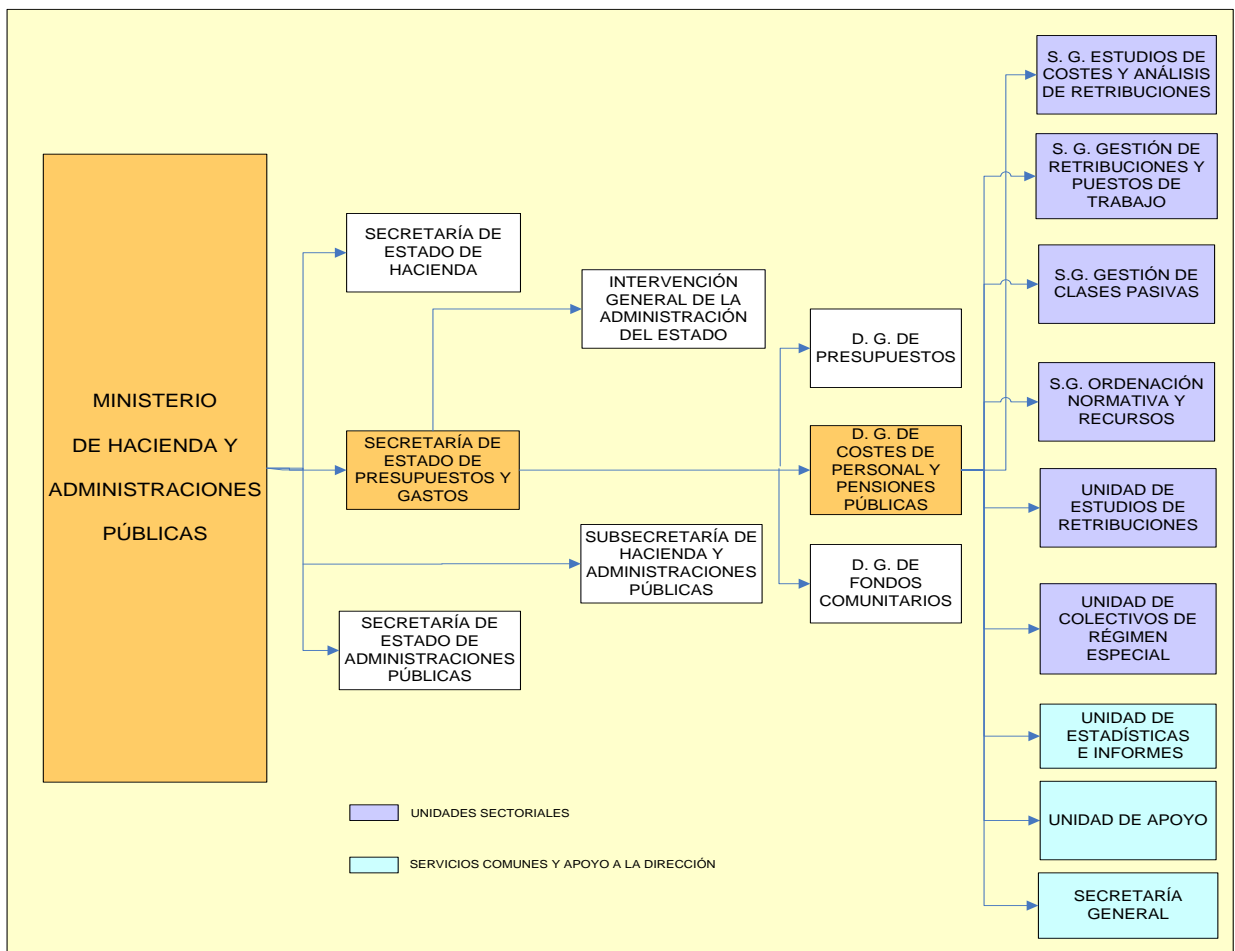 MINISTERIO
DE HACIENDA Y
ADMINISTRACIONES
PÚBLICAS
SECRETARÍA DE
ESTADO DE
HACIENDA
SECRETARÍA DE
ESTADO DE
PRESUPUESTOS Y
GASTOS
SECRETARÍA DE
ESTADO DE
ADMINISTRACIONES
PÚBLICAS
INTERVENCIÓN
GENERAL DE LA
ADMINISTRACIÓN
DEL ESTADO
SUBSECRETARÍA DE
HACIENDA Y
ADMINISTRACIONES
PÚBLICAS
D. G. DE
PRESUPUESTOS
D. G. DE
COSTES DE
PERSONAL Y
PENSIONES
PÚBLICAS
D. G. DE
FONDOS
COMUNITARIOS
S. G. ESTUDIOS DE
COSTES Y ANÁLISIS
DE RETRIBUCIONES
S. G. GESTIÓN DE
RETRIBUCIONES Y
PUESTOS DE
TRABAJO
S.G. GESTIÓN DE
CLASES PASIVAS
S.G. ORDENACIÓN
NORMATIVA Y
RECURSOS
UNIDAD DE
ESTUDIOS DE
RETRIBUCIONES
UNIDAD DE
COLECTIVOS DE
RÉGIMEN
ESPECIAL
UNIDAD DE
ESTADÍSTICAS
E INFORMES
UNIDAD DE APOYO
SECRETARÍA
GENERAL
UNIDADES SECTORIALES
SERVICIOS COMUNES Y APOYO A LA DIRECCIÓN